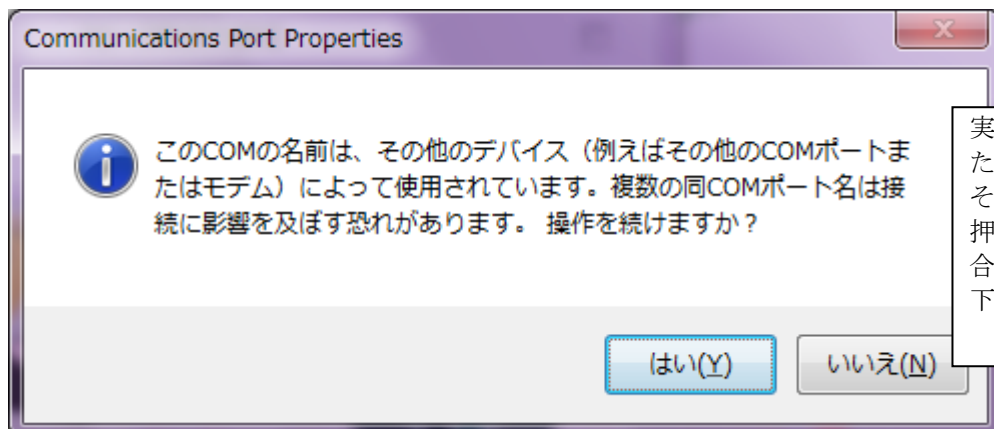 Communications Port Properties
このCOMの名前は、その他のデバイス（例えばその他のCOMポートま
たはモデム）によって使用されています。複数の同COMポート名は接
続に影響を及ぼす恐れがあります。 操作を続けますか？
はい(Y)
いいえ(N)
実
た
そ
押
合
下